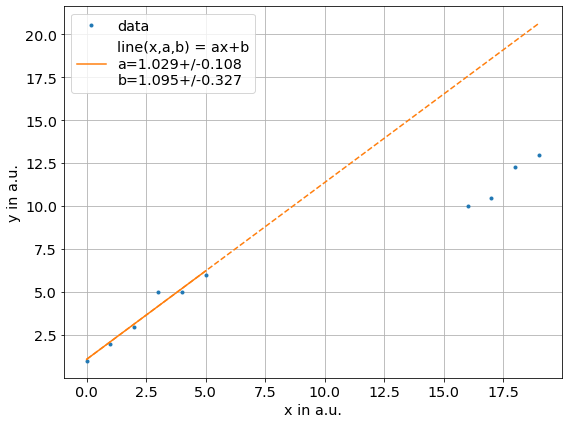 data
line(x,a,b) = ax+b
a=1.029+/-0.108
b=1.095+/-0.327
20.0
17.5
15.0
12.5
10.0
7.5
5.0
2.5
y in a.u.
0.0 2.5 5.0 7.5 10.0 12.5 15.0 17.5
x in a.u.